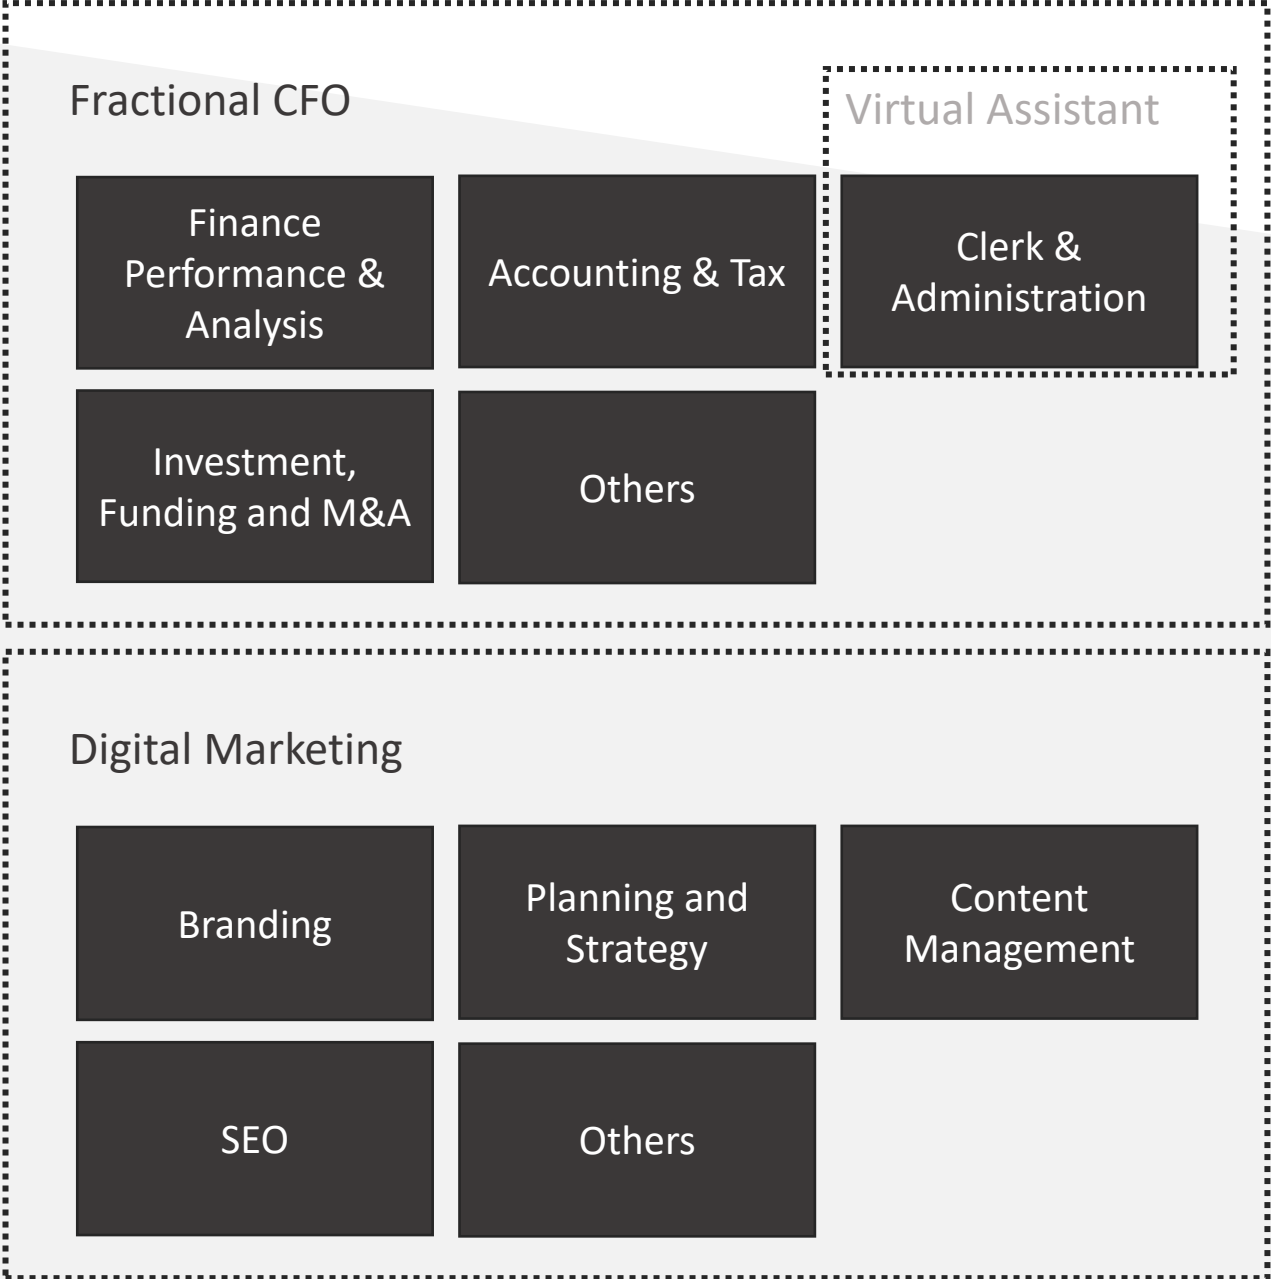 Fractional CFO
Virtual Assistant
Finance
Performance &
Analysis
Accounting & Tax
Clerk &
Administration
Investment,
Funding and M&A
Others
Digital Marketing
Branding
Planning and
Strategy
Content
Management
SEO
Others